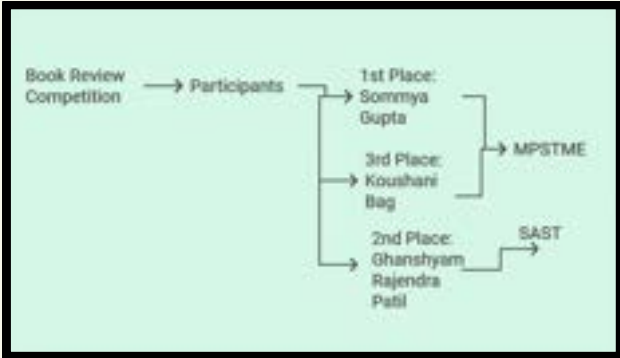 Book Review
Competition
Participants
1st Place:
Sommya
Gupta
3rd Place:
Koushani
Bag
MPSTME
2nd Place:
Ghanshyam
Rajendra
Patil
SAST